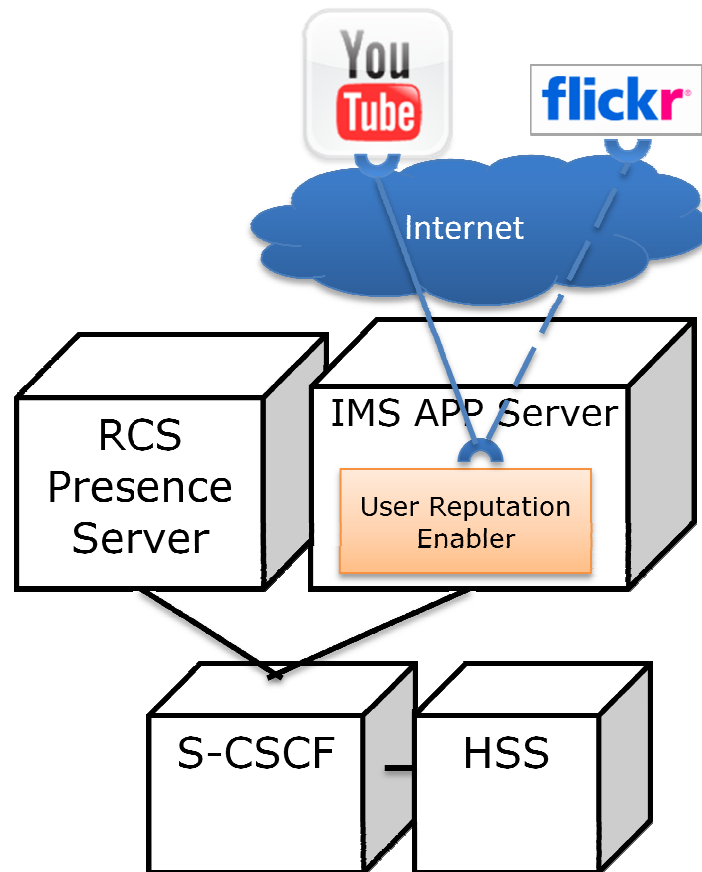 You
Tube
flickr
Internet
RCS
Presence
Server
IMS APP Server
User Reputation
Enabler
S-CSCF
HSS